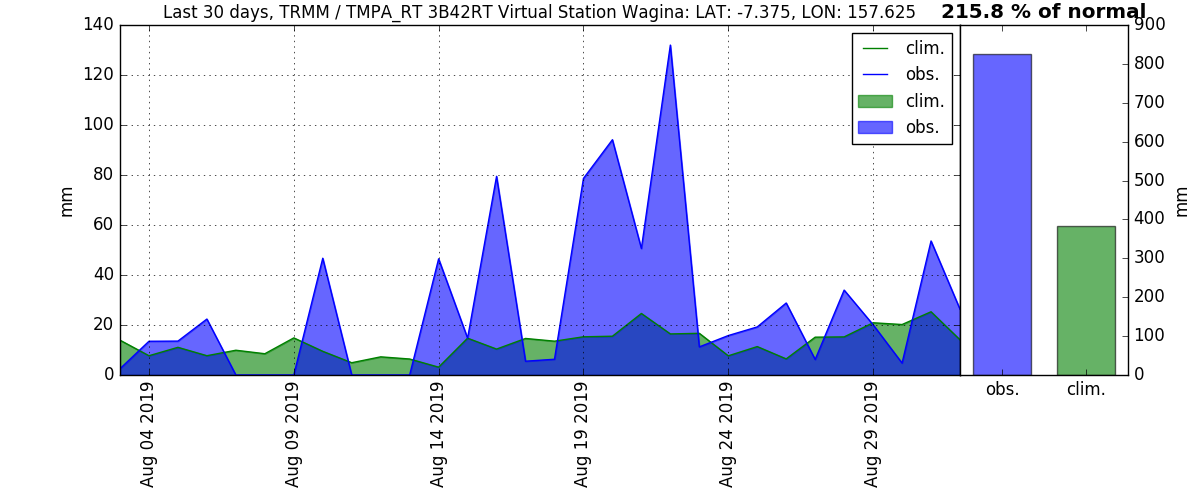 Last 30 days, TRMM / TMPA_RT 3B42RT Virtual Station Wagina: LAT: -7.375, LON: 157.625
215.8 % of normal
140
120
100
80
60
40
20
0
mm
clim.
obs.
clim.
obs.
Aug 04 2019
Aug 09 2019
Aug 14 2019
Aug 19 2019
Aug 24 2019
Aug 29 2019
900
800
700
600
500
400
300
200
100
0
mm
obs.
clim.